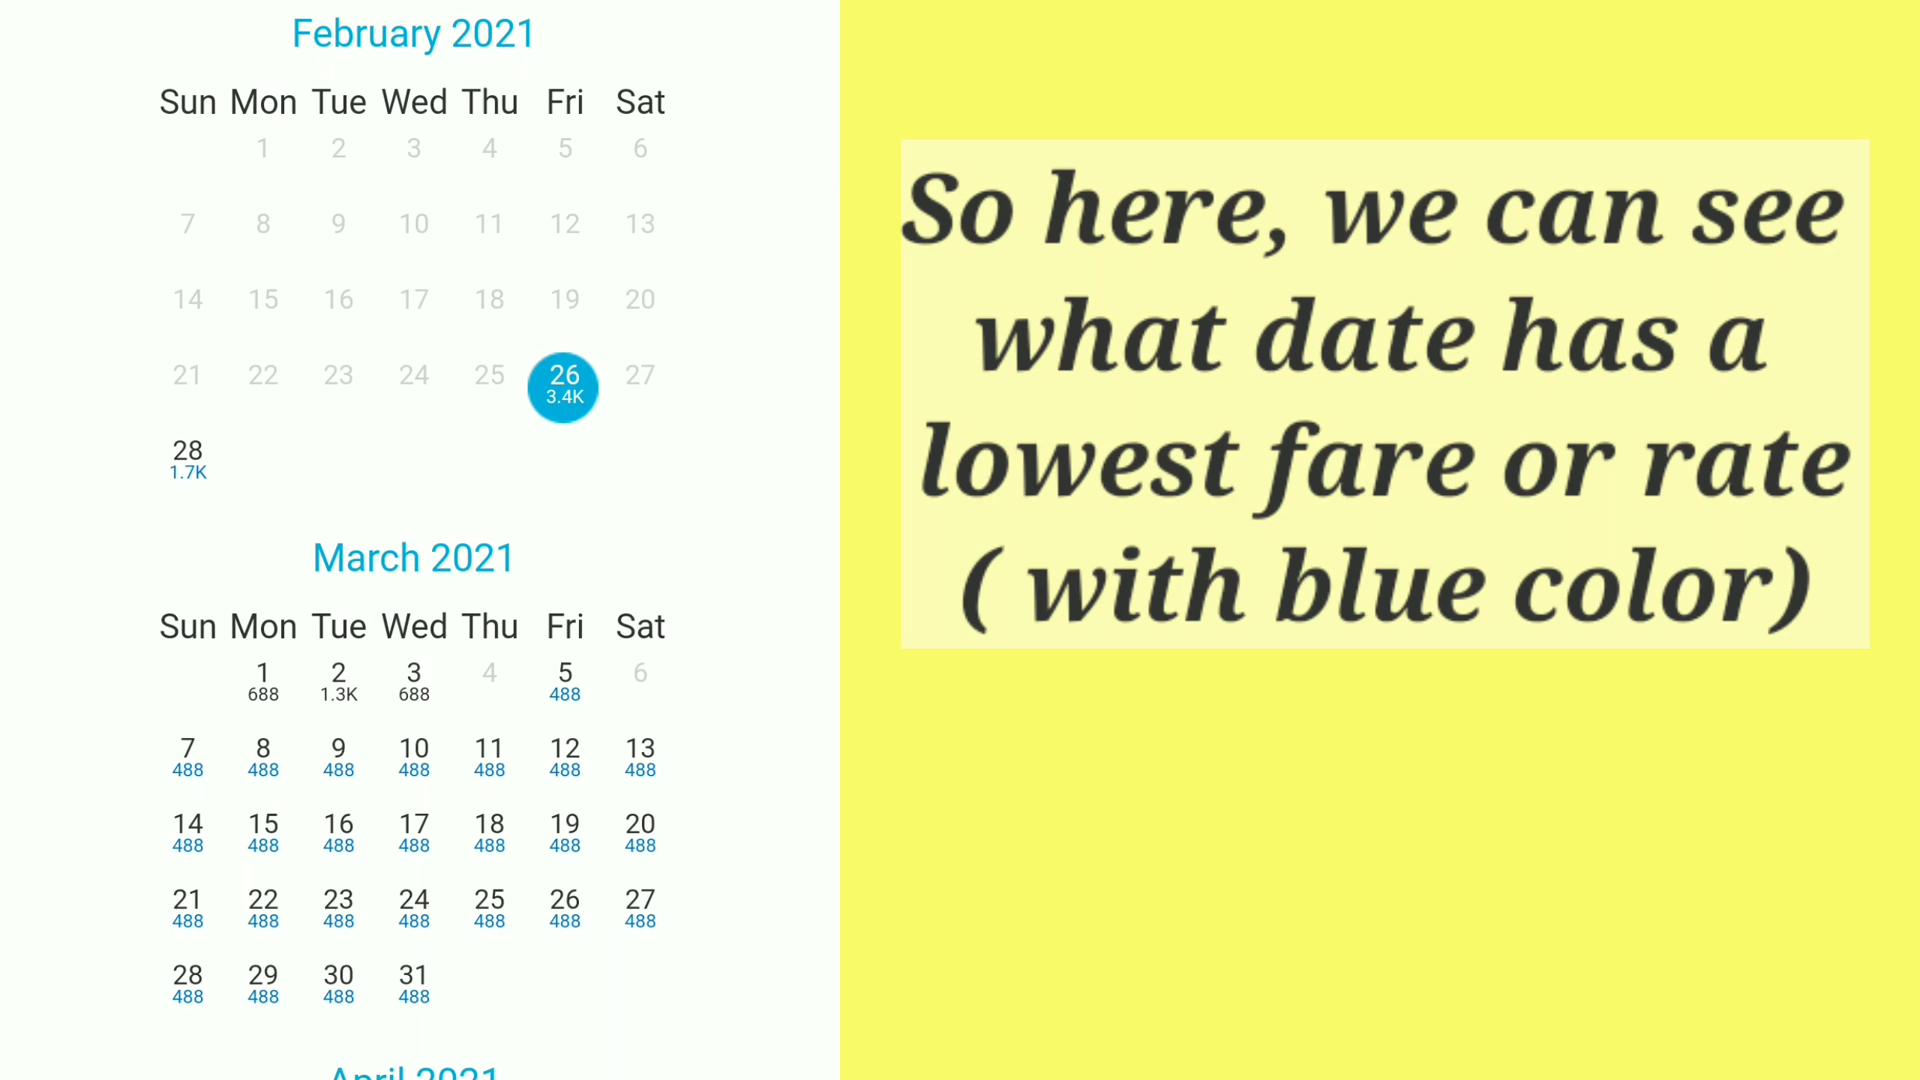 February 2021
Sun Mon Tue Wed Thu Fri Sat
1 2 3 4 5 6
7 8 9 10 11 12 13
14 15 16 17 18 19 20
21 22 23 24 25 26 27
3.4K
28
1.7K
March 2021
Sun Mon Tue Wed Thu Fri Sat
1 2 3 4 5 6
688 1.3K 688 488
7 8 9 10 11 12 13
488 488 488 488 488 488 488
14 15 16 17 18 19 20
488 488 488 488 488 488 488
21 22 23 24 25 26 27
488 488 488 488 488 488 488
28 29 30 31
488 488 488 488
April 2021
So here, we can see
what date has a
lowest fare or rate
( with blue color)